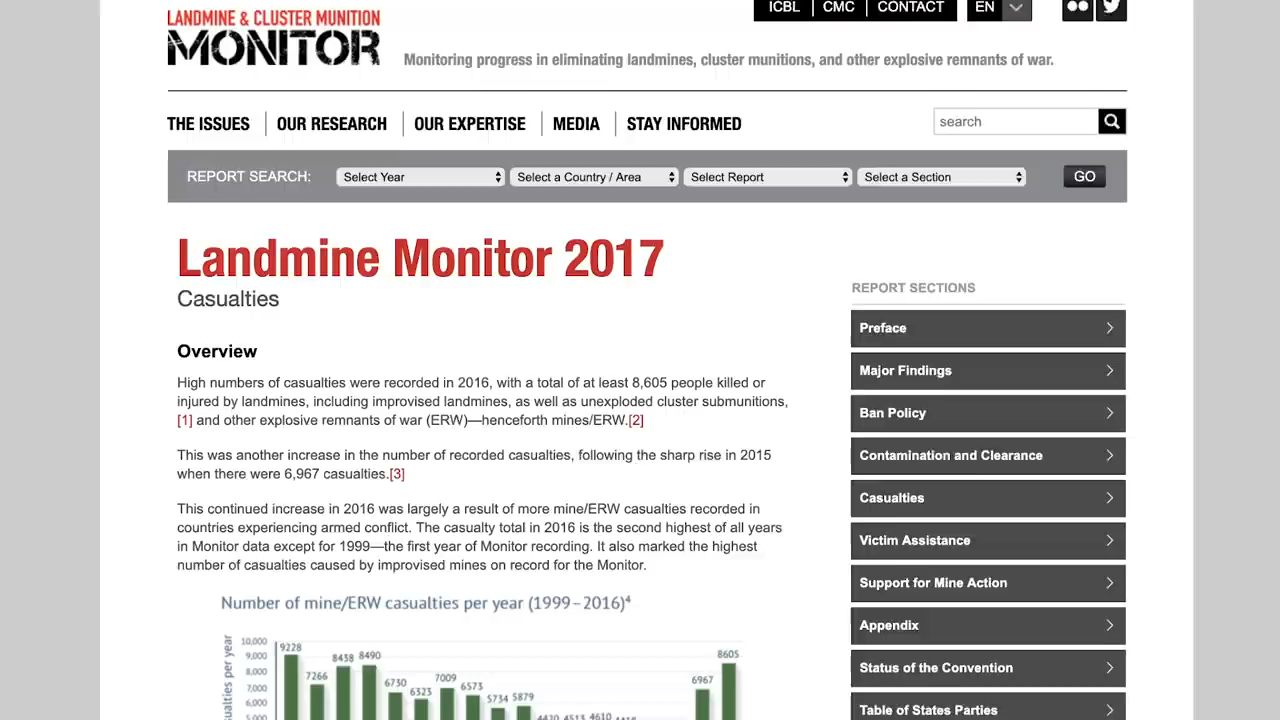 ICBL CMC CONTACT EN
LANDMINE & CLUSTER MUNITION
MONITOR
Monitoring progress in eliminating landmines, cluster munitions, and other explosive remnants of war.
THE ISSUES OUR RESEARCH OUR EXPERTISE MEDIA STAY INFORMED
search
REPORT SEARCH: Select Year Select a Country / Area Select Report Select a Section GO
Landmine Monitor 2017
Casualties
Overview
High numbers of casualties were recorded in 2016, with a total of at least 8,605 people killed or
injured by landmines, including improvised landmines, as well as unexploded cluster submunitions,
[1] and other explosive remnants of war (ERW)—henceforth mines/ERW.[2]
This was another increase in the number of recorded casualties, following the sharp rise in 2015
when there were 6,967 casualties.[3]
This continued increase in 2016 was largely a result of more mine/ERW casualties recorded in
countries experiencing armed conflict. The casualty total in 2016 is the second highest of all years
in Monitor data except for 1999—the first year of Monitor recording. It also marked the highest
number of casualties caused by improvised mines on record for the Monitor.
Number of mine/ERW casualties per year (1999–2016)4
per year
10,000
9,000
8,000
7,000
6,000
9228
7266
8438
8490
6730
6323
7009
6573
5734
5879
6967
8605
REPORT SECTIONS
Preface
Major Findings
Ban Policy
Contamination and Clearance
Casualties
Victim Assistance
Support for Mine Action
Appendix
Status of the Convention
Table of States Parties